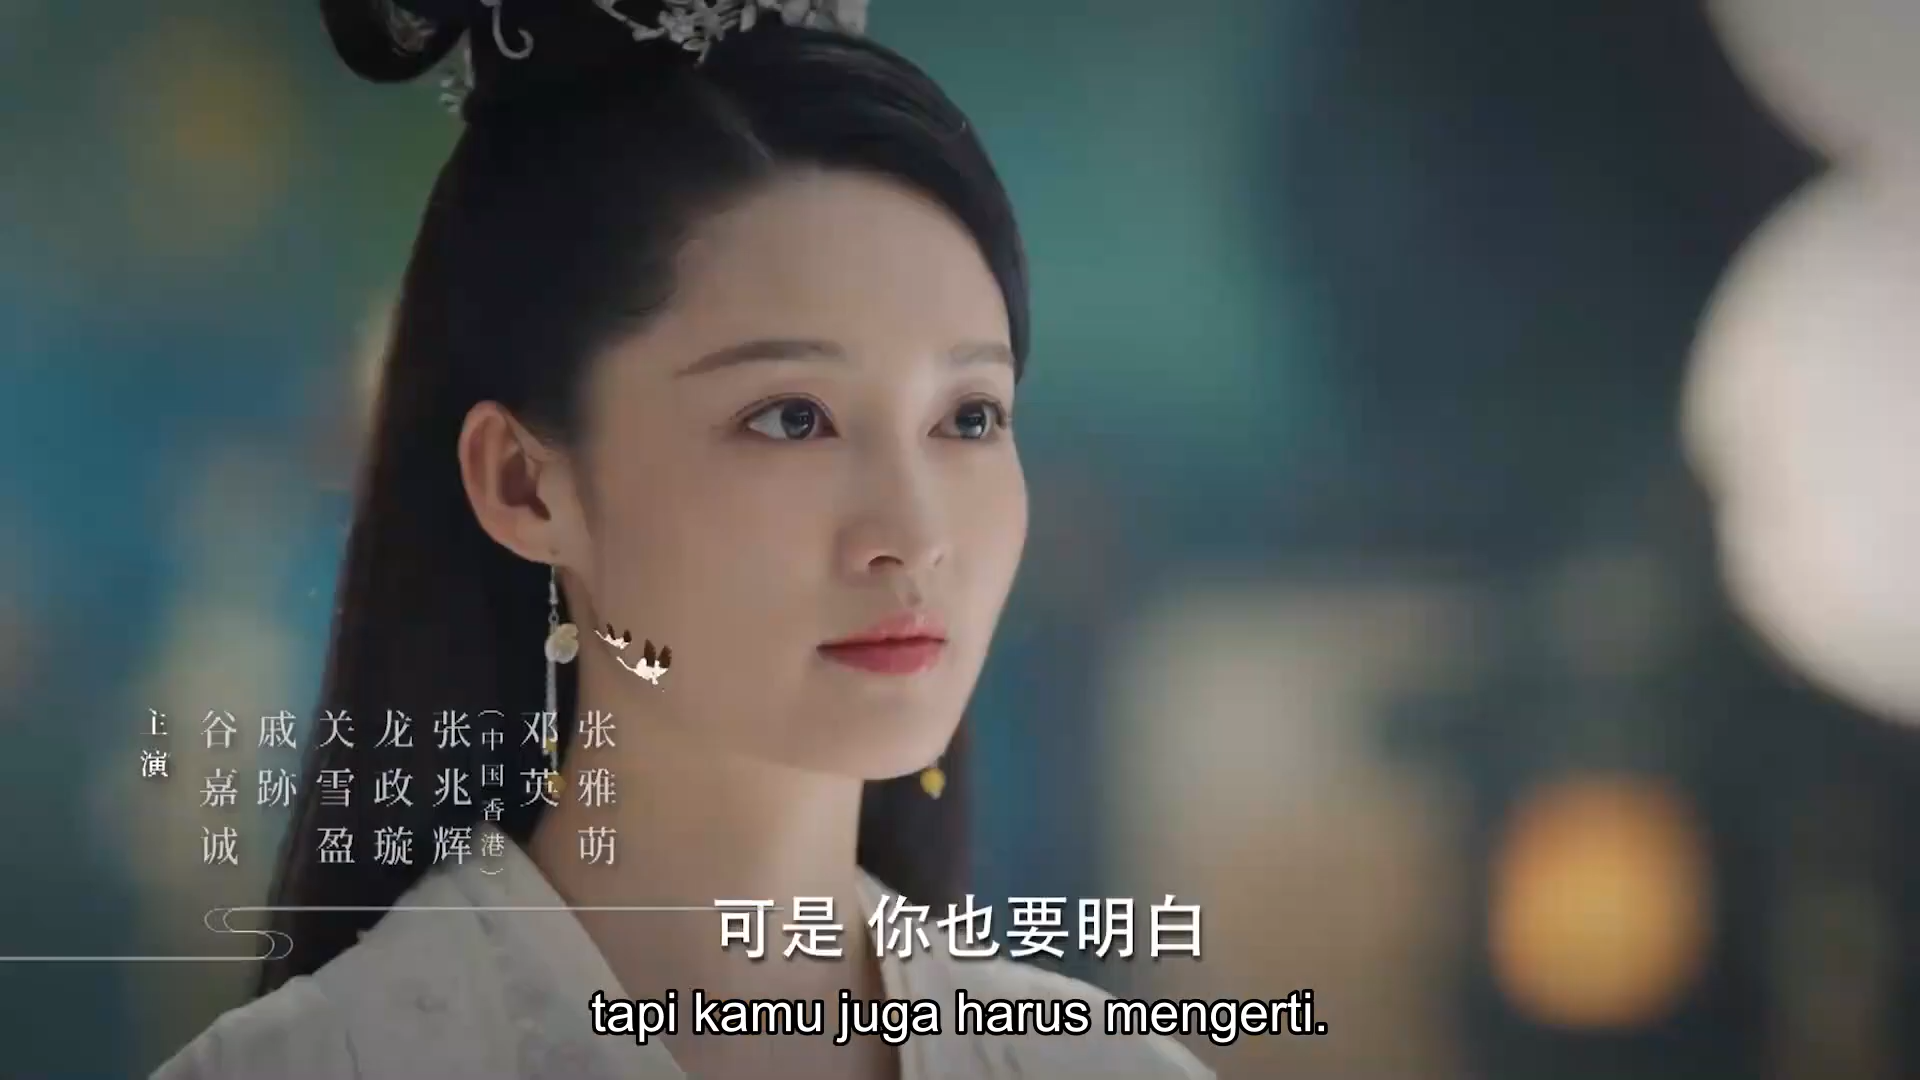 主演
谷嘉诚
戚跡
关雪盈
龙政璇
张兆辉
(中国香港)
邓英
张雅萌
可是 你也要明白
tapi kamu juga harus mengerti.